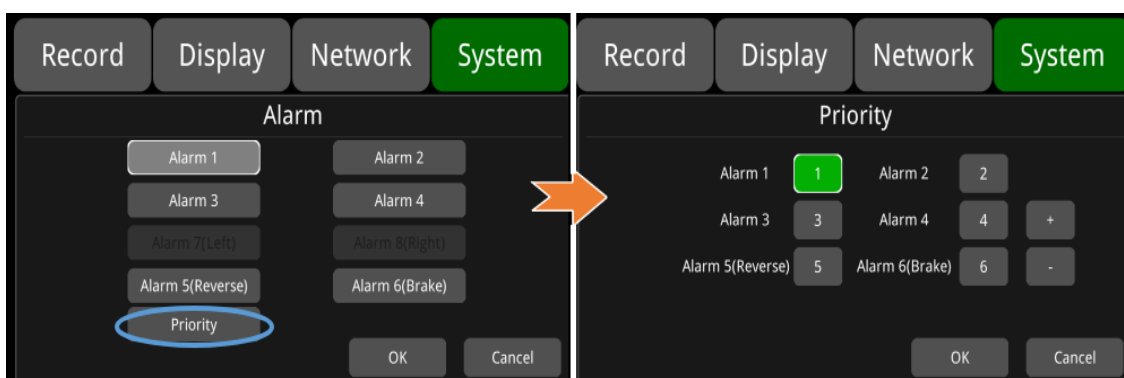 Record Display Network System
Alarm
Alarm 1 Alarm 2
Alarm 3 Alarm 4
Alarm 7(Left) Alarm 8(Right)
Alarm 5(Reverse) Alarm 6(Brake)
Priority
OK Cancel
Record Display Network System
Priority
Alarm 1 1 Alarm 2 2
Alarm 3 3 Alarm 4 4 +
Alarm 5(Reverse) 5 Alarm 6(Brake) 6 -
OK Cancel